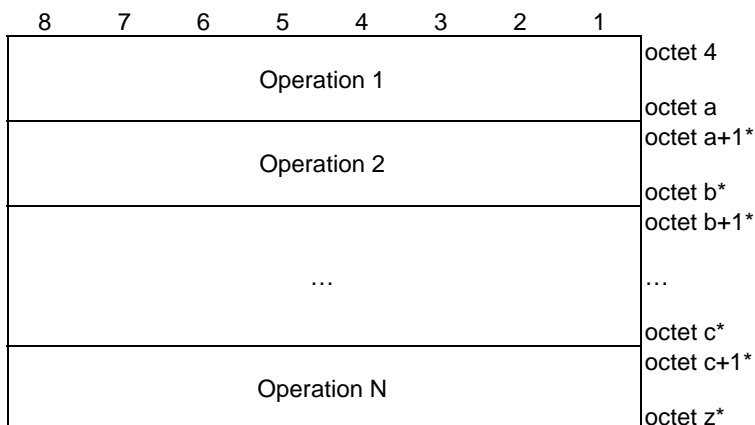 8 7 6 5 4 3 2 1
octet 4
Operation 1
octet a
octet a+1*
Operation 2
octet b*
octet b+1*
… …
octet c*
octet c+1*
Operation N
octet z*